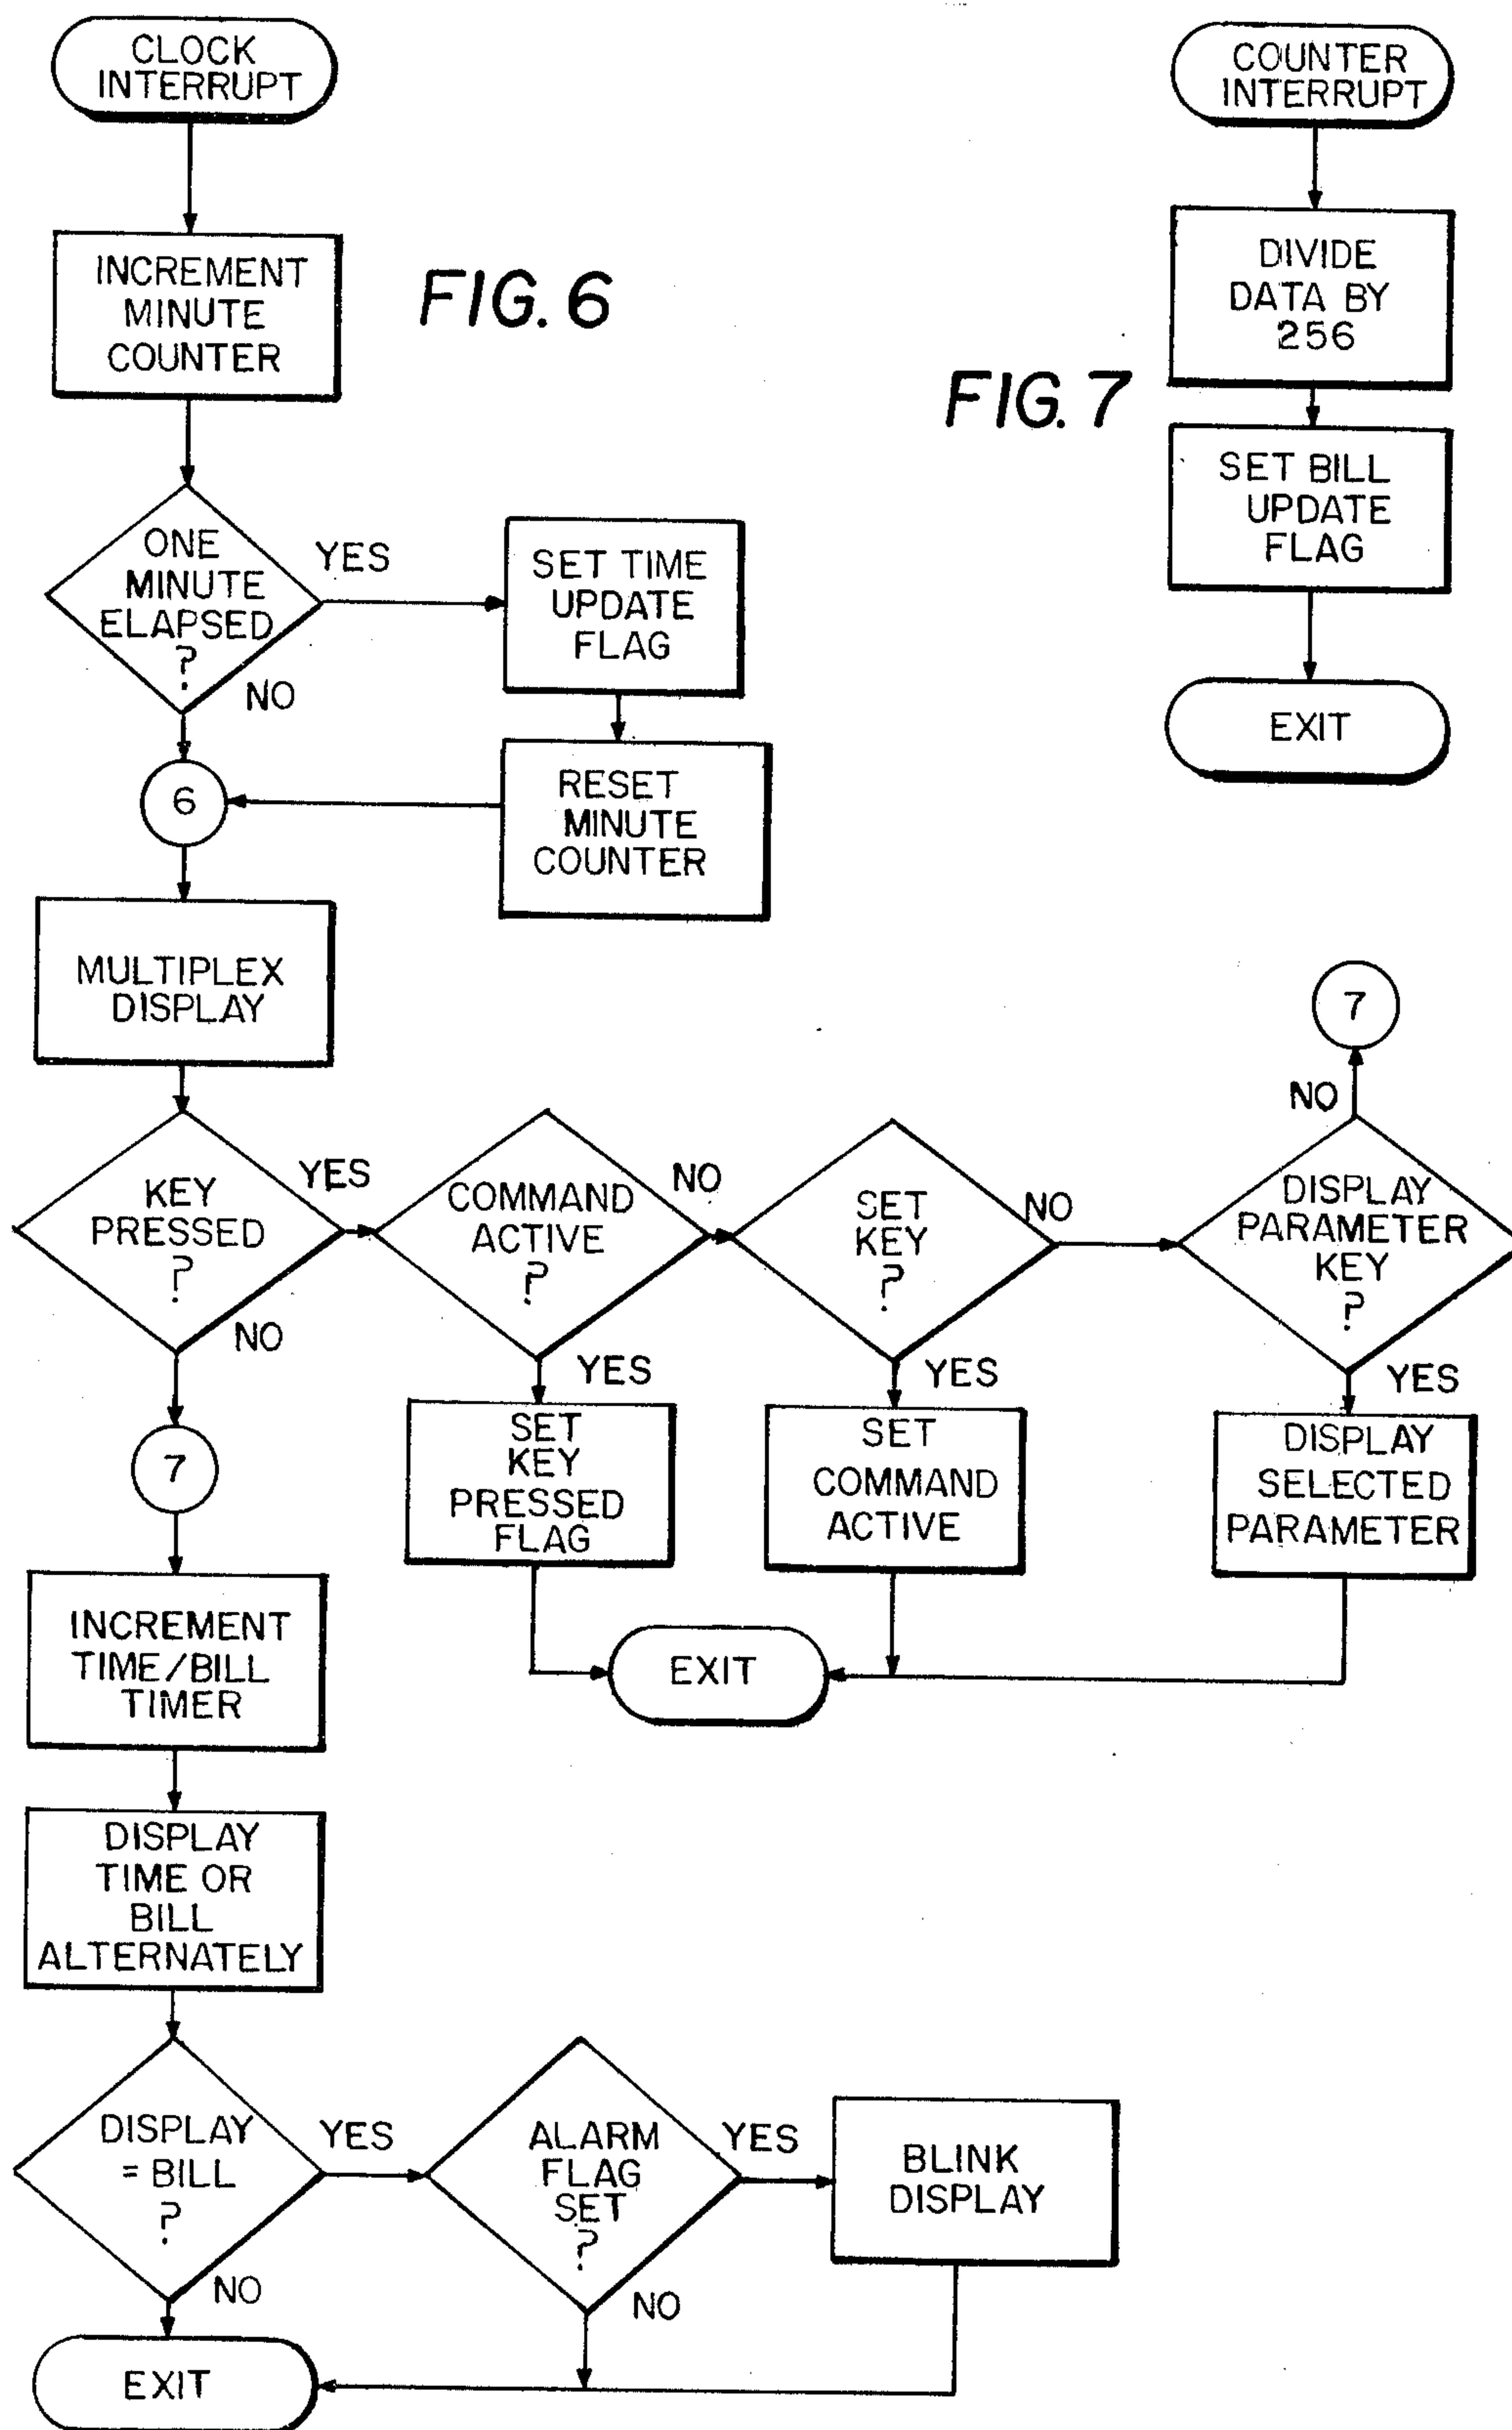 CLOCK
INTERRUPT
INCREMENT
MINUTE
COUNTER
FIG. 6
ONE
MINUTE
ELAPSED
?
YES
NO
SET TIME
UPDATE
FLAG
RESET
MINUTE
COUNTER
6
MULTIPLEX
DISPLAY
KEY
PRESSED
?
YES
NO
COMMAND
ACTIVE
?
NO
YES
SET
KEY
?
NO
YES
DISPLAY
PARAMETER
KEY
?
NO
7
YES
SET
KEY
PRESSED
FLAG
SET
COMMAND
ACTIVE
DISPLAY
SELECTED
PARAMETER
EXIT
7
INCREMENT
TIME/BILL
TIMER
DISPLAY
TIME OR
BILL
ALTERNATELY
DISPLAY
= BILL
?
YES
NO
ALARM
FLAG
SET
?
YES
NO
BLINK
DISPLAY
EXIT
COUNTER
INTERRUPT
DIVIDE
DATA BY
256
FIG. 7
SET BILL
UPDATE
FLAG
EXIT